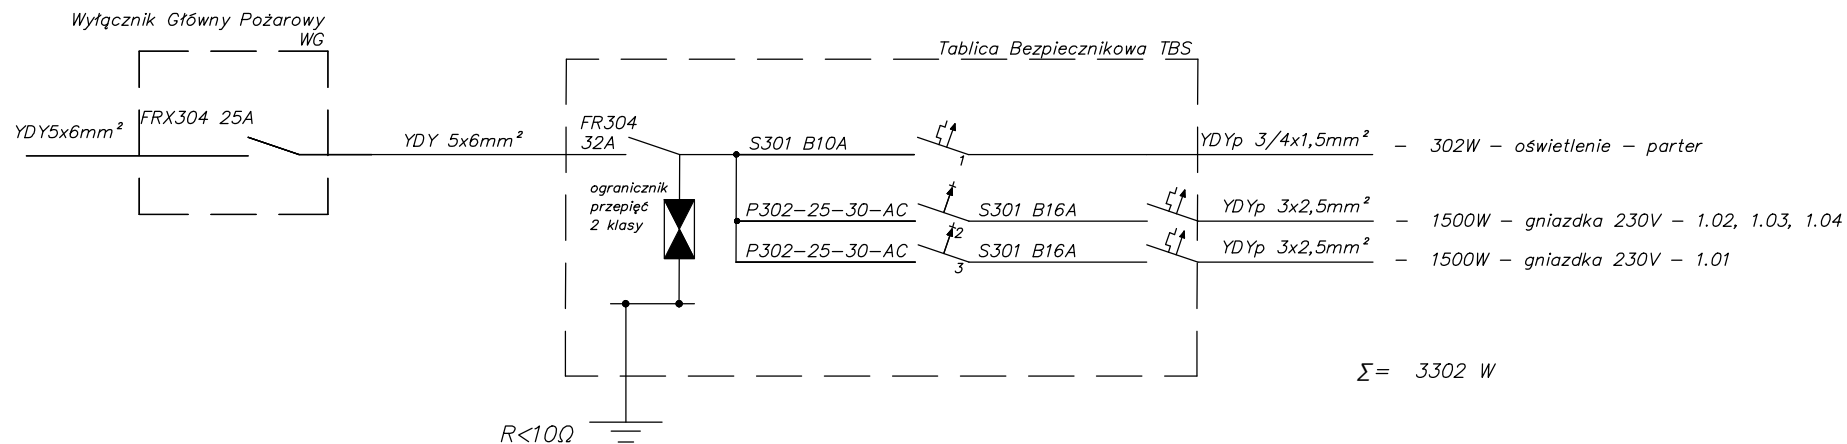 Wyłącznik Główny Pożarowy
WG
Tablica Bezpiecznikowa TBS
YDY5x6mm²
FRX304 25A
YDY 5x6mm²
FR304
32A
S301 B10A
1
YDYp 3/4x1,5mm²
- 302W - oświetlenie - parter
ogranicznik
przepięć
2 klasy
P302-25-30-AC
2
S301 B16A
YDYp 3x2,5mm²
- 1500W - gniazdka 230V - 1.02, 1.03, 1.04
P302-25-30-AC
3
S301 B16A
YDYp 3x2,5mm²
- 1500W - gniazdka 230V - 1.01
Σ= 3302 W
R<10Ω